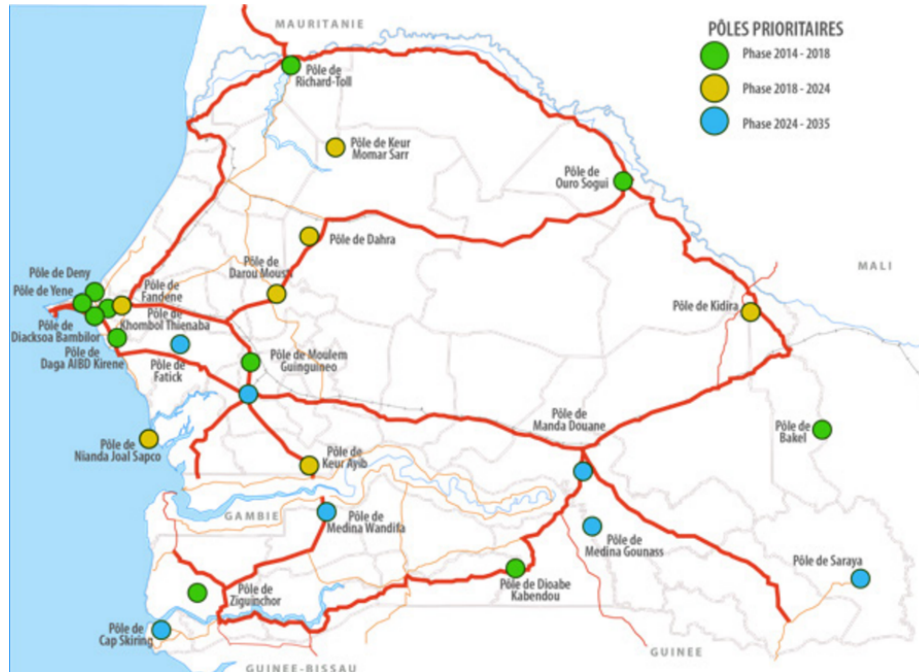 MAURITANIE
PÔLES PRIORITAIRES
Phase 2014 - 2018
Phase 2018 - 2024
Phase 2024 - 2035
Pôle de
Richard-Toll
Pôle de Keur
Momar Sarr
Pôle de
Ouro Sogui
Pôle de Dahra
MALI
Pôle de
Darou Mousti
Pôle de Deny
Pôle de Yene
Pôle de
Fandene
Pôle de
Khombol Thienaba
Pôle de
Diacksoa Bambilor
Pôle de
Daga AIBD Kirene
Pôle de
Fatick
Pôle de Moulem
Guinguineo
Pôle de Kidira
Pôle de
Manda Douane
Pôle de
Bakel
Pôle de
Nianda Joal Sapco
Pôle de
Keur Ayib
GAMBIE
Pôle de
Medina Wandifa
Pôle de
Medina Gounass
Pôle de Saraya
Pôle de Dioabe
Kabendou
Pôle de
Ziguinchor
Pôle de
Cap Skiring
GUINEE
GUINEE-BISSAU